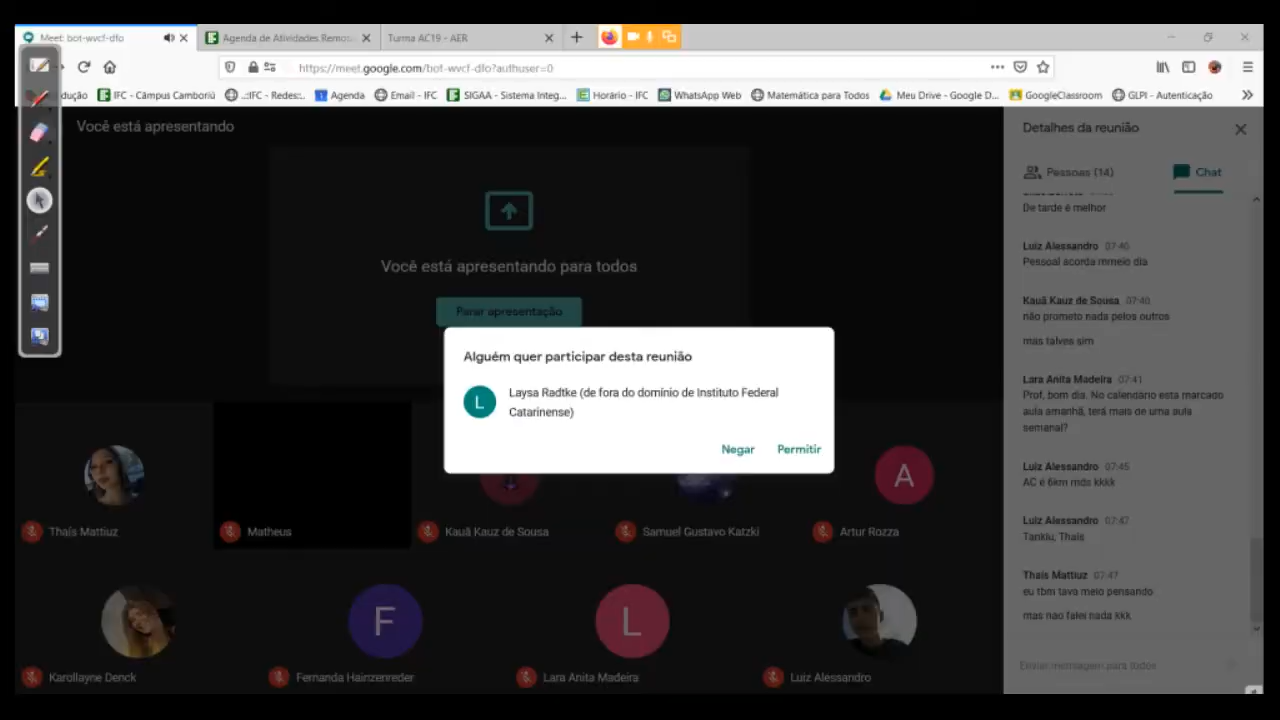 Meet: bot-wvcf-dfo
Agenda de Atividades Remo
Turma AC19 - AER
https://meet.google.com/bot-wvcf-dfo?authuser=0
dução
IFC - Câmpus Camboriú
..::IFC - Redes::..
Agenda
Email - IFC
SIGAA - Sistema Integ...
Horario - IFC
WhatsApp Web
Matemática para Todos
Meu Drive - Google D...
GoogleClassroom
GLPI - Autenticação
Você está apresentando
Você está apresentando para todos
Parar apresentação
Alguém quer participar desta reunião
L
Laysa Radtke (de fora do domínio de Instituto Federal
Catarinense)
Negar
Permitir
A
Thaís Mattiuz
Matheus
Kauã Kauz de Sousa
Samuel Gustavo Katzki
Artur Rozza
F
L
Karollayne Denck
Fernanda Hainzenreder
Lara Anita Madeira
Luiz Alessandro
Detalhes da reunião
Pessoas (14)
Chat
De tarde é melhor
Luiz Alessandro 07:40
Pessoal acorda mmeio dia
Kauã Kauz de Sousa 07:40
não prometo nada pelos outros
mas talves sim
Lara Anita Madeira 07:41
Prof, bom dia. No calendário esta marcado
aula amanhã, terá mais de uma aula
semanal?
Luiz Alessandro 07:45
AC é 6km mds kkkk
Luiz Alessandro 07:47
Tankiu, Thais
Thaís Mattiuz 07:47
eu tbm tava meio pensando
mas nao falei nada kkk
Enviar mensagem para todos